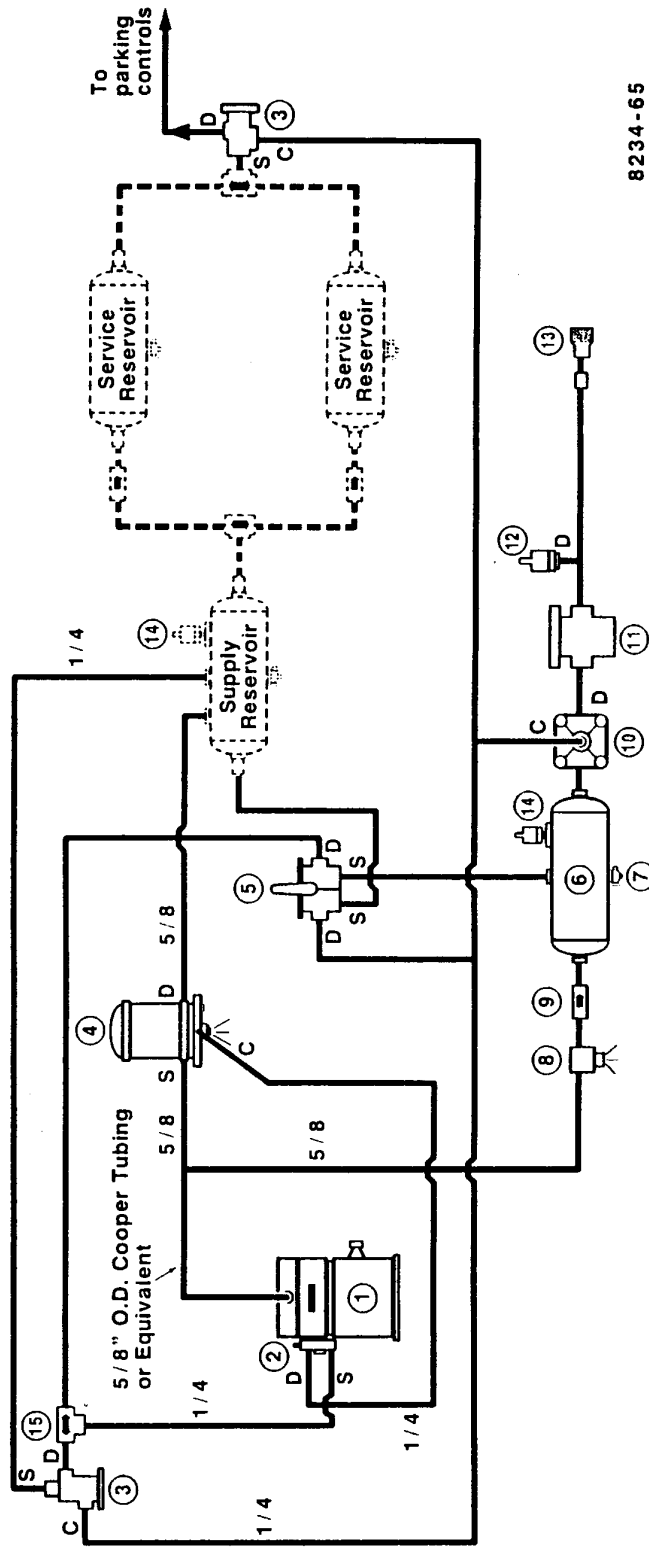 To
parking
controls
D
3
S
C
Service
Reservoir
Service
Reservoir
14
1/4
Supply
Reservoir
S
D
3
C
15
1/4
1/4
5/8" O.D. Cooper Tubing
or Equivalent
5/8
S
4
D
5/8
C
5
D
S
D
S
2
D
S
1
1/4
5/8
8
9
6
7
14
C
10
D
11
12
D
13
8234-65